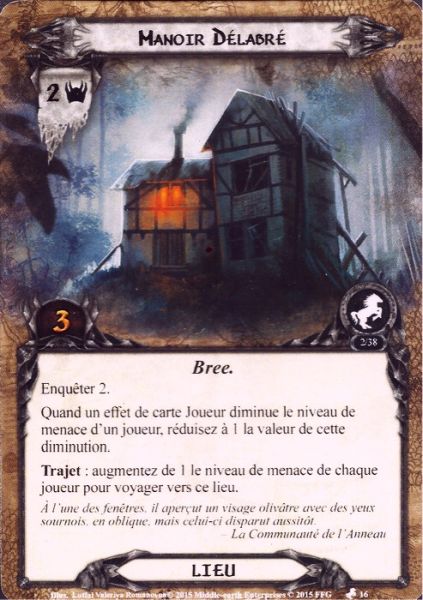 Manoir Délabré
2
3
2/38
Bree.
Enquêter 2.
Quand un effet de carte Joueur diminue le niveau de
menace d'un joueur, réduisez à 1 la valeur de cette
diminution.
Trajet : augmentez de 1 le niveau de menace de chaque
joueur pour voyager vers ce lieu.
À l'une des fenêtres, il aperçut un visage olivâtre avec des yeux
sournois, en oblique, mais celui-ci disparut aussitôt.
– La Communauté de l'Anneau
LIEU
Illus. Lutfal Valeriya Romanovna © 2015 Middle-earth Enterprises © 2015 FFG 16